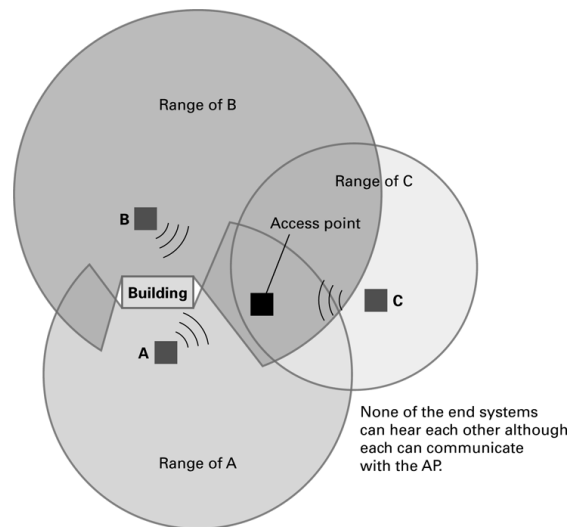 Range of B
Range of C
B
Access point
Building
C
A
None of the end systems
can hear each other although
each can communicate
with the AP.
Range of A